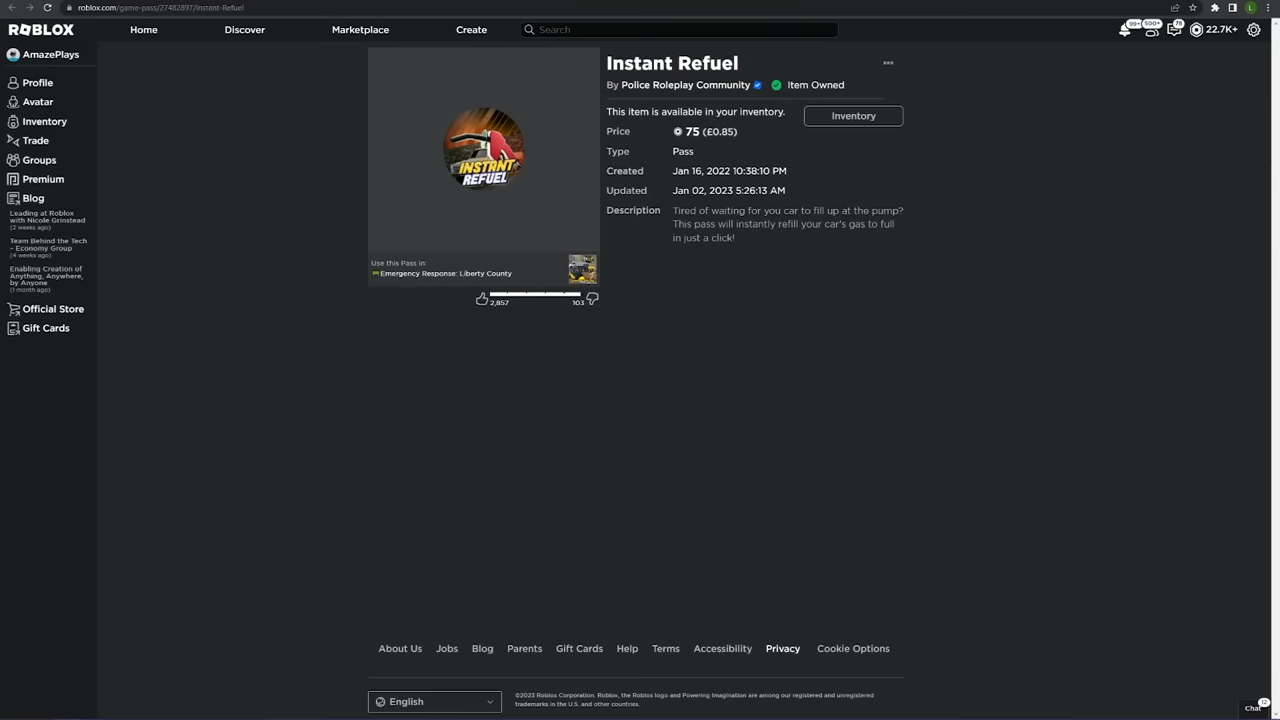 roblox.com/game-pass/27482897/Instant-Refuel
ROBLOX
Home
Discover
Marketplace
Create
Search
99+
500+
78
22.7K+
AmazePlays
Profile
Avatar
Inventory
Trade
Groups
Premium
Blog
Leading at Roblox
with Nicole Grinstead
(2 weeks ago)
Team Behind the Tech
- Economy Group
(4 weeks ago)
Enabling Creation of
Anything, Anywhere,
by Anyone
(1 month ago)
Official Store
Gift Cards
INSTANT
REFUEL
Use this Pass in:
Emergency Response: Liberty County
2,857
103
Instant Refuel
By Police Roleplay Community
Item Owned
This item is available in your inventory.
Inventory
Price 75 (£0.85)
Type Pass
Created Jan 16, 2022 10:38:10 PM
Updated Jan 02, 2023 5:26:13 AM
Description Tired of waiting for you car to fill up at the pump?
This pass will instantly refill your car's gas to full
in just a click!
About Us Jobs Blog Parents Gift Cards Help Terms Accessibility Privacy Cookie Options
English
©2023 Roblox Corporation. Roblox, the Roblox logo and Powering Imagination are among our registered and unregistered
trademarks in the U.S. and other countries.
Chat
12